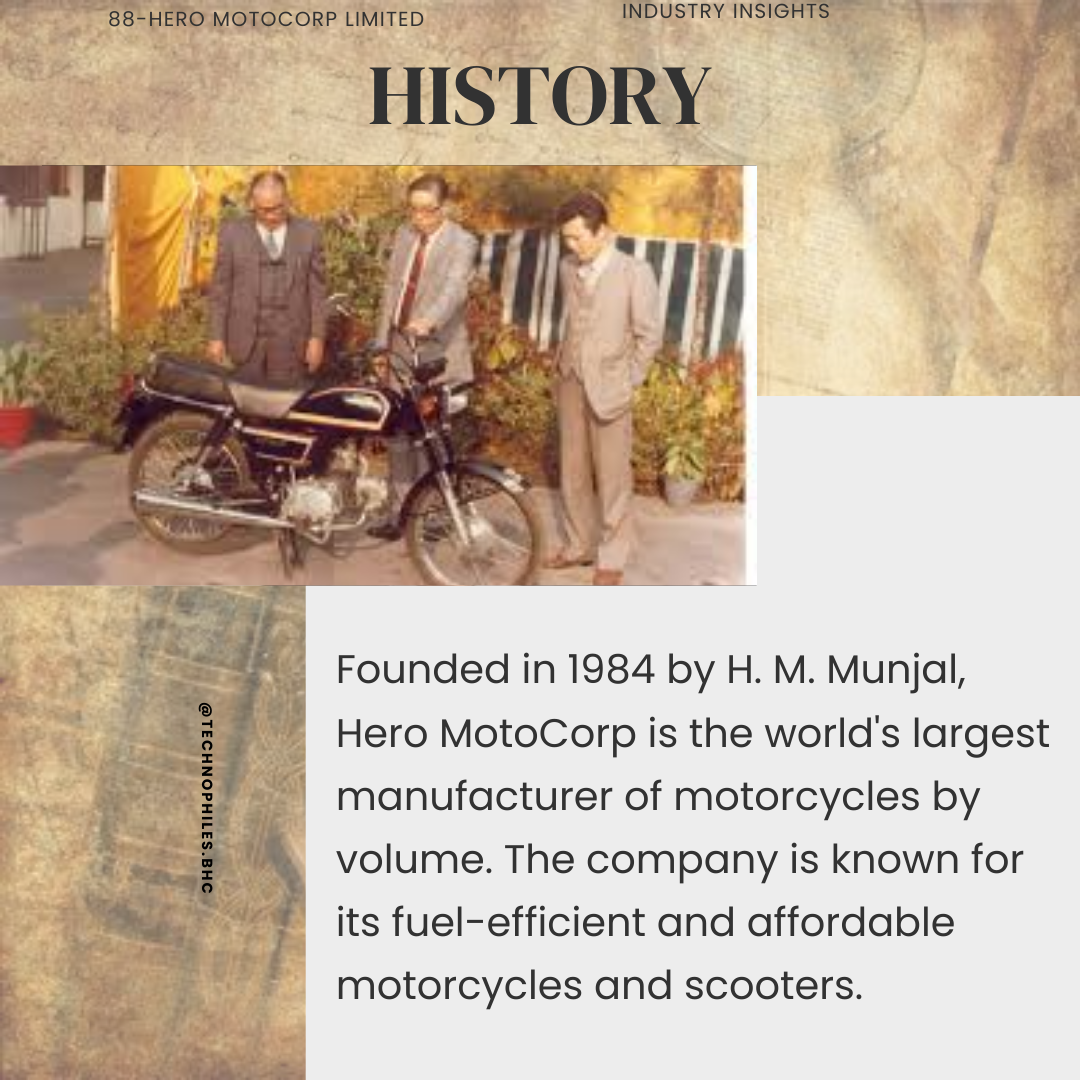 88-HERO MOTOCORP LIMITED
INDUSTRY INSIGHTS
HISTORY
@TECHNOPHILES.BHC
Founded in 1984 by H. M. Munjal,
Hero MotoCorp is the world's largest
manufacturer of motorcycles by
volume. The company is known for
its fuel-efficient and affordable
motorcycles and scooters.